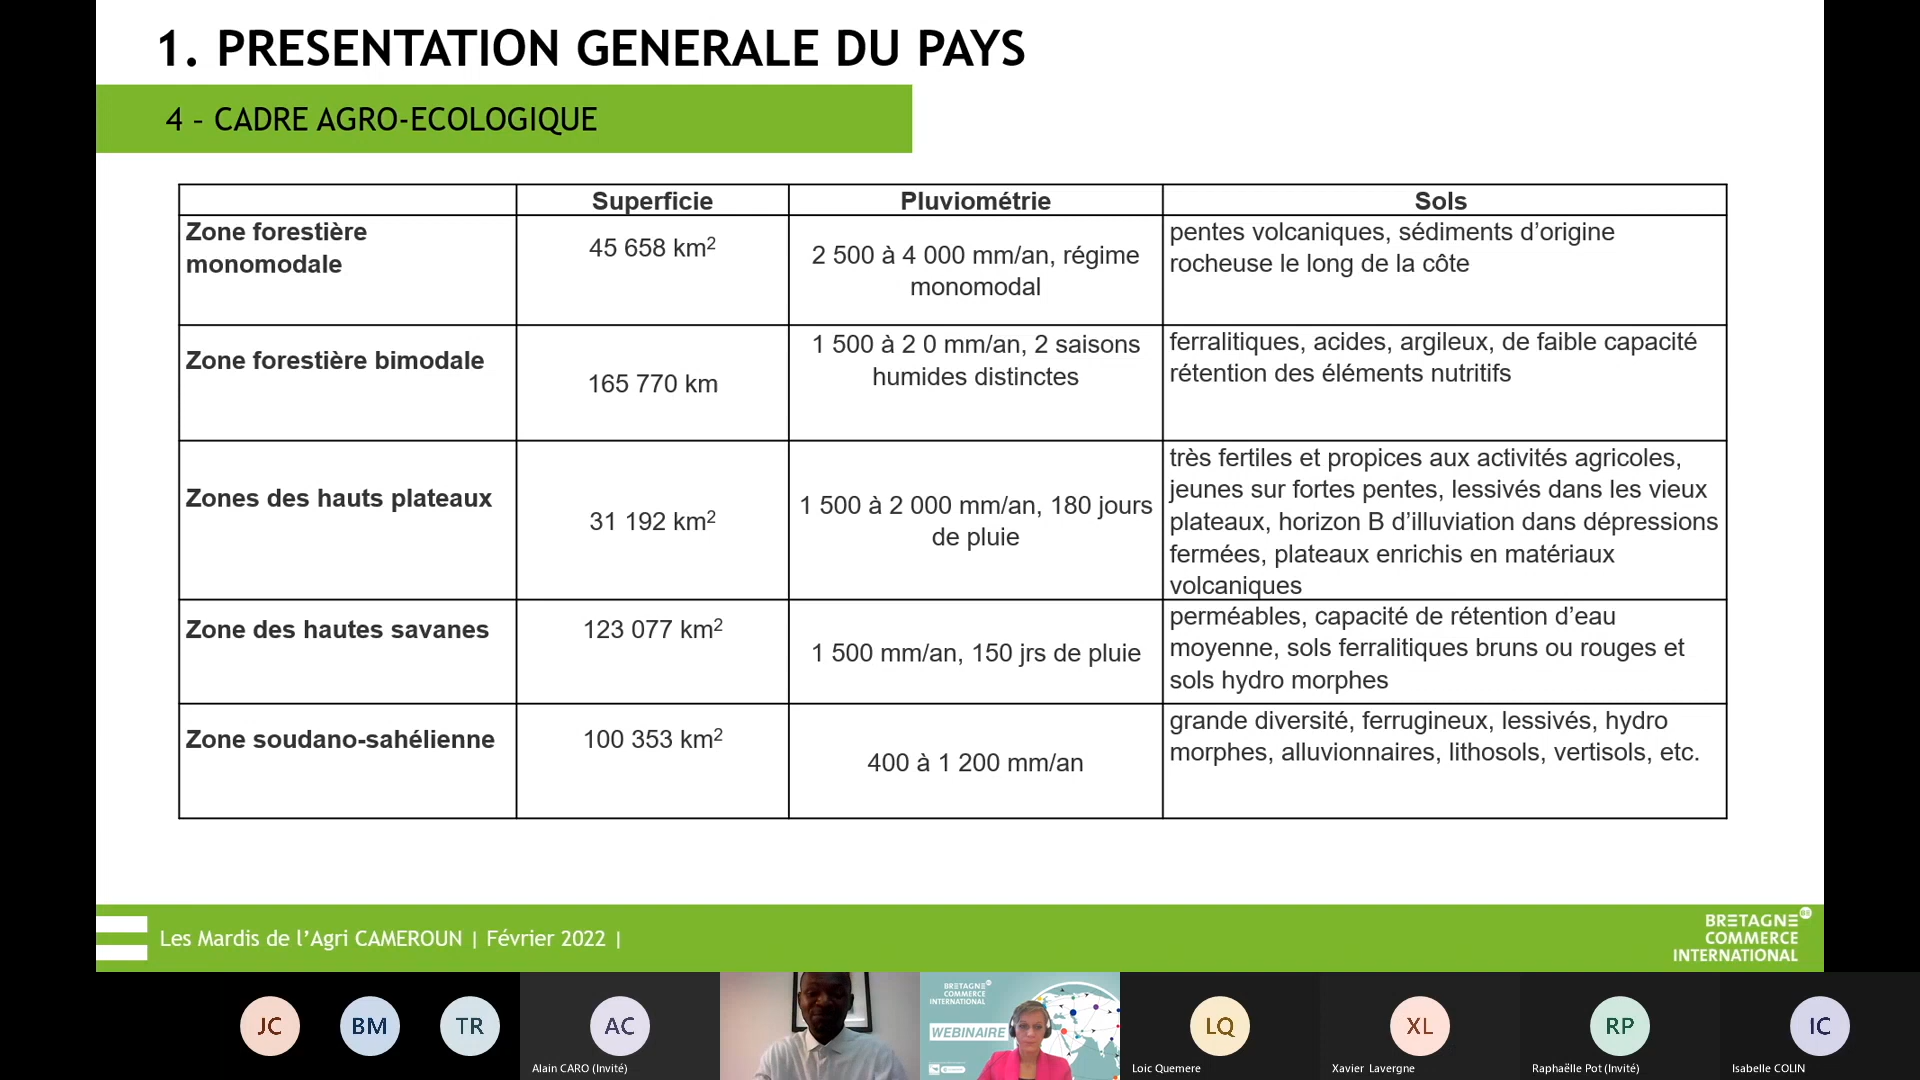 1. PRESENTATION GENERALE DU PAYS
4 – CADRE AGRO-ECOLOGIQUE
Superficie
Pluviométrie
Sols
Zone forestière
monomodale
45 658 km²
2 500 à 4 000 mm/an, régime
monomodal
pentes volcaniques, sédiments d’origine
rocheuse le long de la côte
Zone forestière bimodale
165 770 km
1 500 à 2 0 mm/an, 2 saisons
humides distinctes
ferralitiques, acides, argileux, de faible capacité
rétention des éléments nutritifs
Zones des hauts plateaux
31 192 km²
1 500 à 2 000 mm/an, 180 jours
de pluie
très fertiles et propices aux activités agricoles,
jeunes sur fortes pentes, lessivés dans les vieux
plateaux, horizon B d’illuviation dans dépressions
fermées, plateaux enrichis en matériaux
volcaniques
Zone des hautes savanes
123 077 km²
1 500 mm/an, 150 jrs de pluie
perméables, capacité de rétention d’eau
moyenne, sols ferralitiques bruns ou rouges et
sols hydro morphes
Zone soudano-sahélienne
100 353 km²
400 à 1 200 mm/an
grande diversité, ferrugineux, lessivés, hydro
morphes, alluvionnaires, lithosols, vertisols, etc.
Les Mardis de l’Agri CAMEROUN | Février 2022 |
BRETAGNE
COMMERCE
INTERNATIONAL
JC
BM
TR
AC
Alain CARO (Invité)
BRETAGNE
COMMERCE
INTERNATIONAL
WEBINAIRE
LQ
Loic Quemere
XL
Xavier Lavergne
RP
Raphaëlle Pot (Invité)
IC
Isabelle COLIN